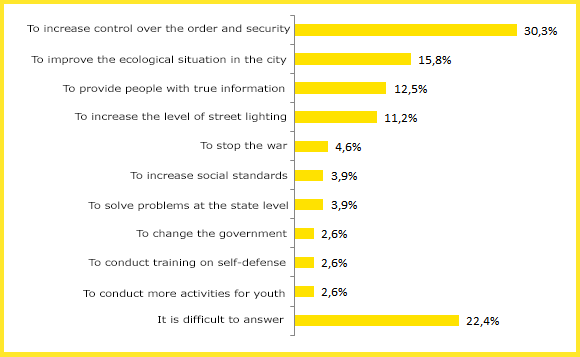 To increase control over the order and security 30,3%
To improve the ecological situation in the city 15,8%
To provide people with true information 12,5%
To increase the level of street lighting 11,2%
To stop the war 4,6%
To increase social standards 3,9%
To solve problems at the state level 3,9%
To change the government 2,6%
To conduct training on self-defense 2,6%
To conduct more activities for youth 2,6%
It is difficult to answer 22,4%